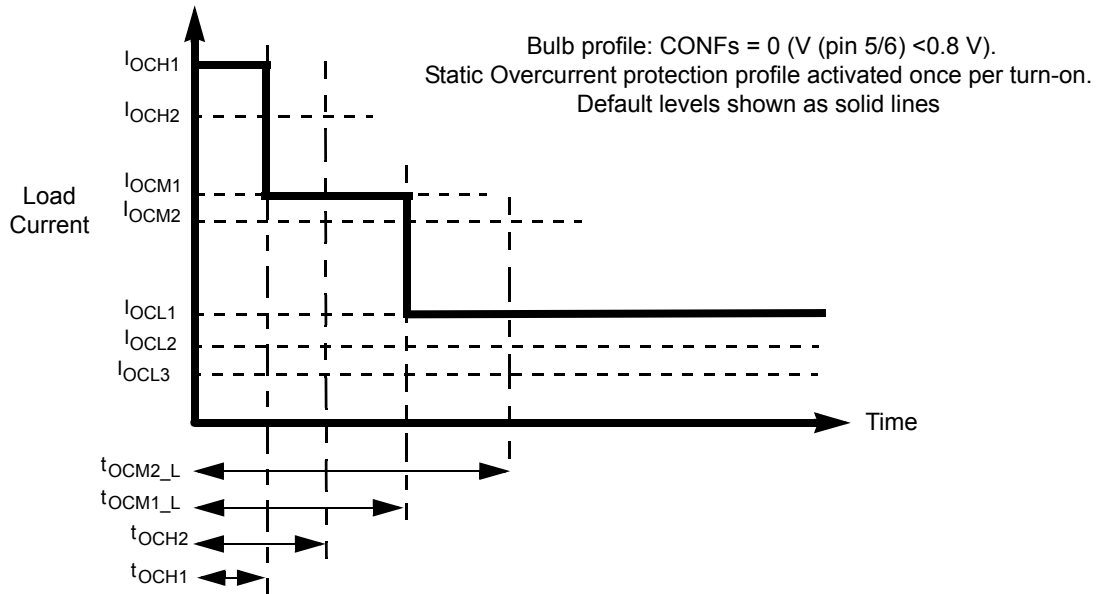 Bulb profile: CONFs = 0 (V (pin 5/6) <0.8 V).
Static Overcurrent protection profile activated once per turn-on.
Default levels shown as solid lines
IOCH1
IOCH2
IOCM1
Load
Current
IOCM2
IOCL1
IOCL2
IOCL3
Time
tOCM2_L
tOCM1_L
tOCH2
tOCH1